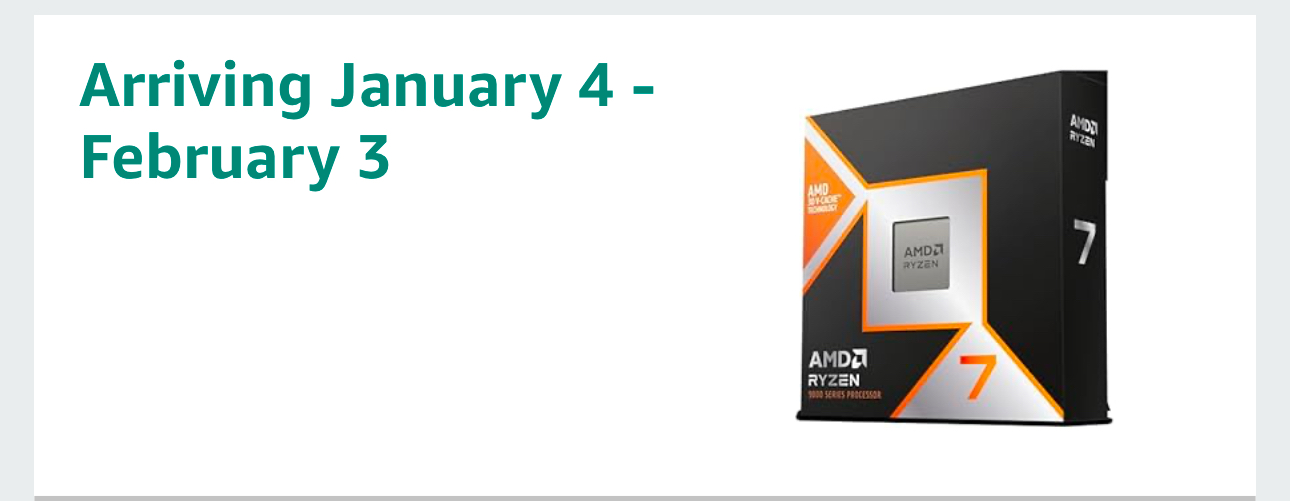 Arriving January 4 -
February 3
AMD
3D V-CACHE™
TECHNOLOGY
AMD
RYZEN
AMD
RYZEN
7
AMD
RYZEN
9000 SERIES PROCESSOR
7